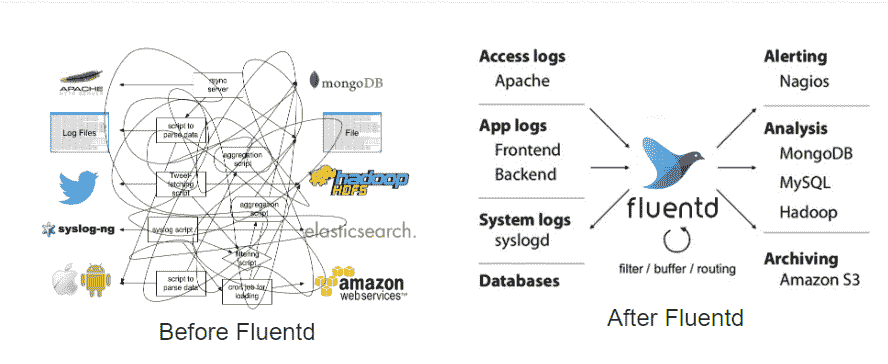 APACHE
HTTP SERVER
rsync
server
mongoDB
Log Files
script to
parse data
File
aggregation
script
Tweet-
fetching
script
hadoop
HDFS
aggregation
script
syslog-ng
syslog script
elasticsearch.
filtering
script
script to
parse data
cron job for
loading
amazon
webservices™
Before Fluentd
Access logs
Apache
App logs
Frontend
Backend
System logs
syslogd
Databases
fluentd
filter / buffer / routing
Alerting
Nagios
Analysis
MongoDB
MySQL
Hadoop
Archiving
Amazon S3
After Fluentd